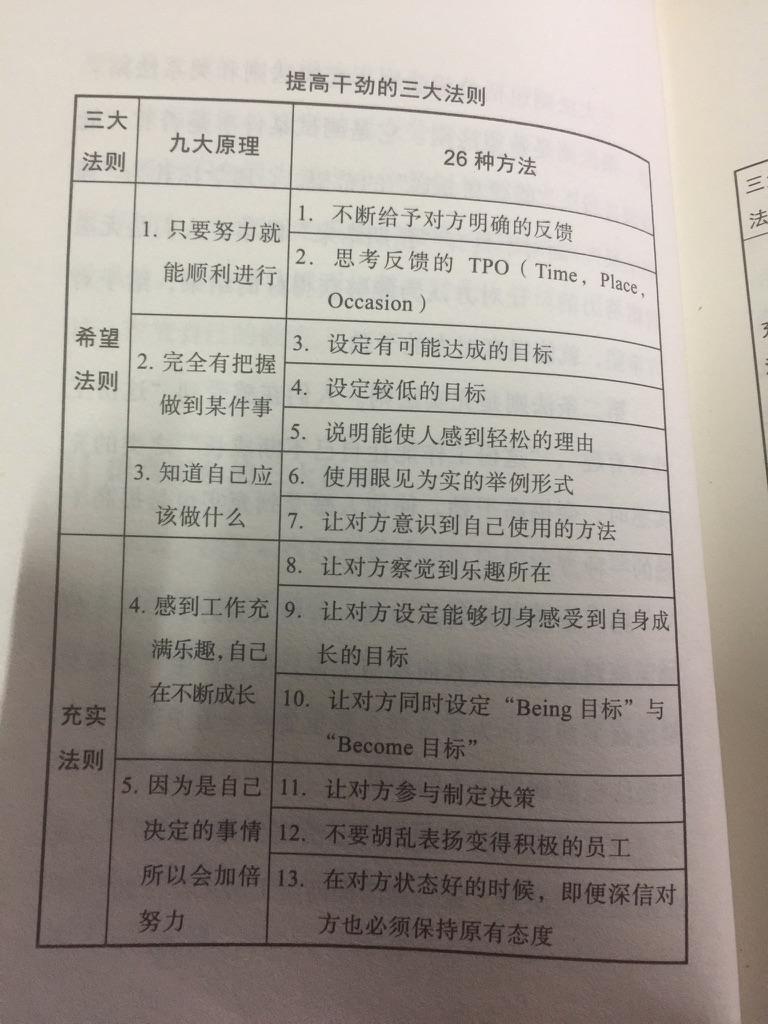 提高干劲的三大法则
三大
法则
九大原理
26 种方法
希望
法则
1. 只要努力就
能顺利进行
1. 不断给予对方明确的反馈
2. 思考反馈的 TPO（Time，Place，
Occasion）
2. 完全有把握
做到某件事
3. 设定有可能达成的目标
4. 设定较低的目标
5. 说明能使人感到轻松的理由
3. 知道自己应
该做什么
6. 使用眼见为实的举例形式
7. 让对方意识到自己使用的方法
充实
法则
4. 感到工作充
满乐趣，自己
在不断成长
8. 让对方察觉到乐趣所在
9. 让对方设定能够切身感受到自身成
长的目标
10. 让对方同时设定“Being 目标”与
“Become 目标”
5. 因为是自己
决定的事情
所以会加倍
努力
11. 让对方参与制定决策
12. 不要胡乱表扬变得积极的员工
13. 在对方状态好的时候，即便深信对
方也必须保持原有态度
三
法